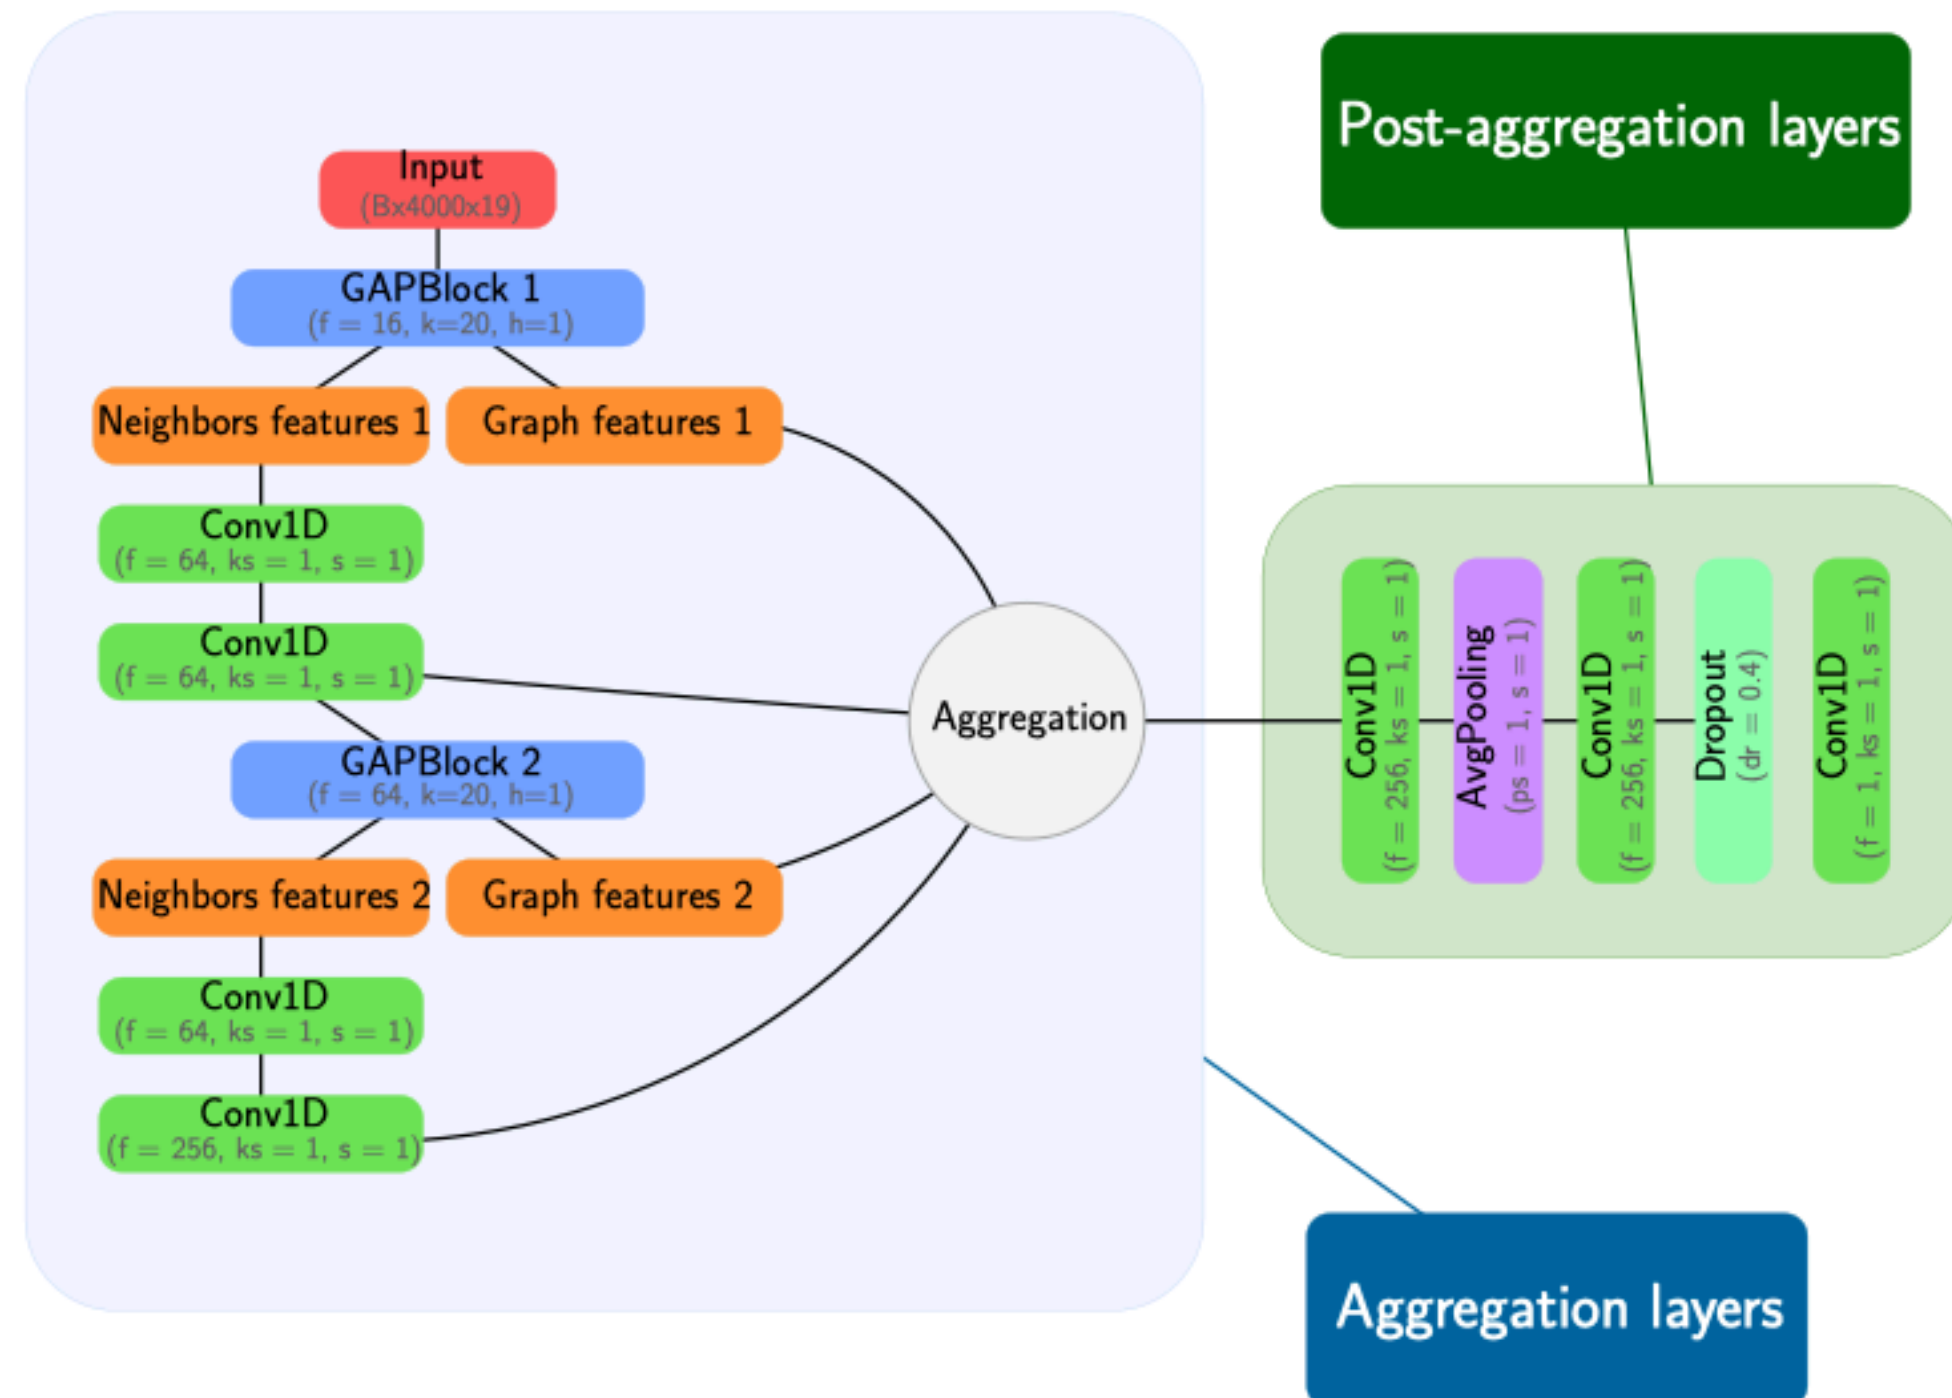 Input
(Bx4000x19)
GAPBlock 1
(f = 16, k=20, h=1)
Neighbors features 1
Graph features 1
Conv1D
(f = 64, ks = 1, s = 1)
Conv1D
(f = 64, ks = 1, s = 1)
GAPBlock 2
(f = 64, k=20, h=1)
Neighbors features 2
Graph features 2
Conv1D
(f = 64, ks = 1, s = 1)
Conv1D
(f = 256, ks = 1, s = 1)
Aggregation
Post-aggregation layers
Conv1D
(f = 256, ks = 1, s = 1)
AvgPooling
(ps = 1, s = 1)
Conv1D
(f = 256, ks = 1, s = 1)
Dropout
(dr = 0.4)
Conv1D
(f = 1, ks = 1, s = 1)
Aggregation layers